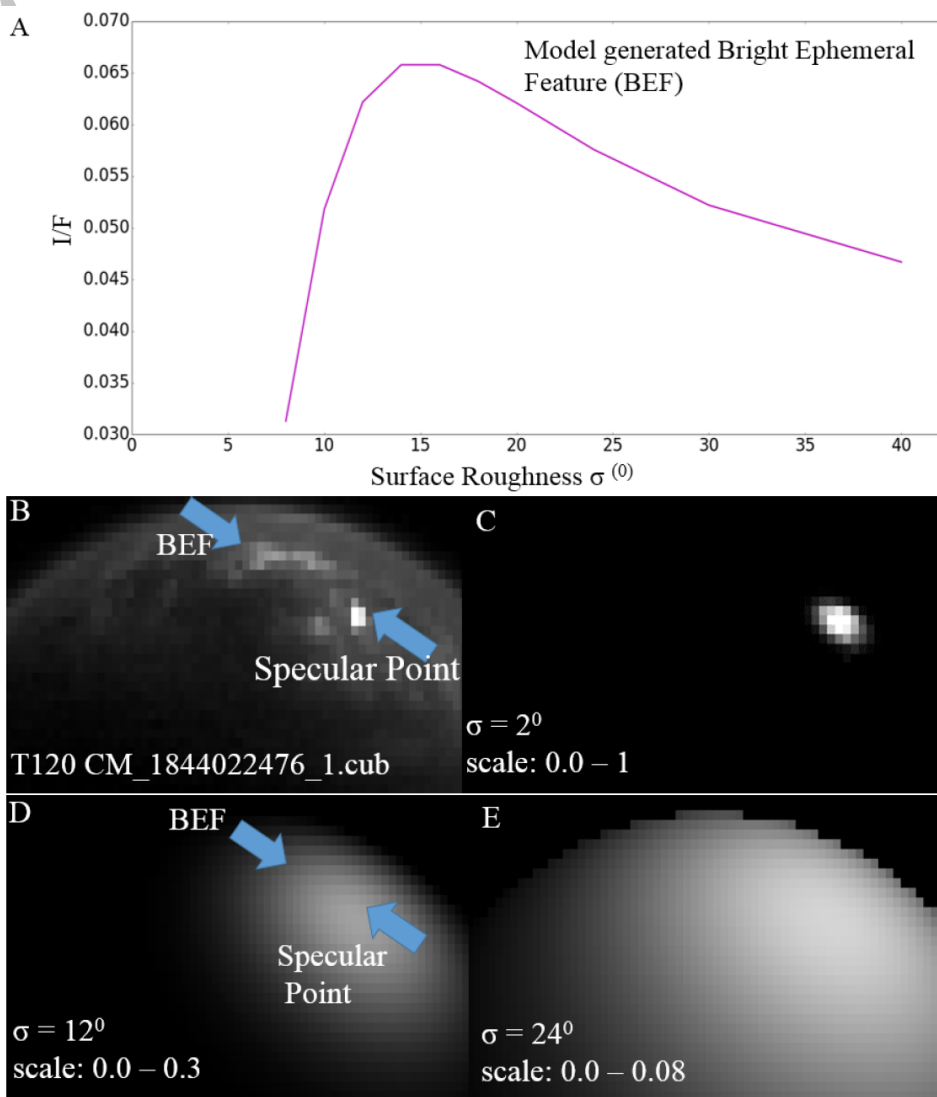 A
Model generated Bright Ephemeral
Feature (BEF)
I/F
0.070
0.065
0.060
0.055
0.050
0.045
0.040
0.035
0.030
0 5 10 15 20 25 30 35 40
Surface Roughness σ ⁽⁰⁾
B
BEF
Specular Point
T120 CM_1844022476_1.cub
C
σ = 2⁰
scale: 0.0 – 1
D
BEF
Specular
Point
σ = 12⁰
scale: 0.0 – 0.3
E
σ = 24⁰
scale: 0.0 – 0.08